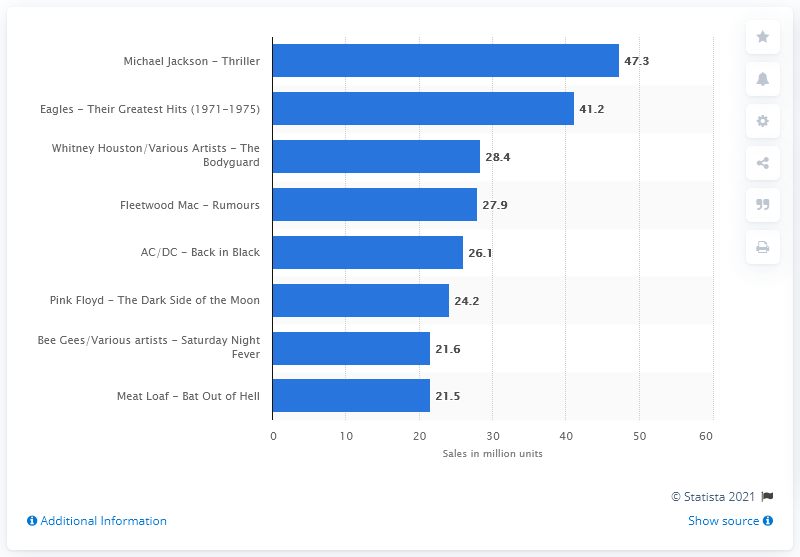 Michael Jackson - Thriller
47.3
Eagles - Their Greatest Hits (1971-1975)
41.2
Whitney Houston/Various Artists - The
Bodyguard
28.4
Fleetwood Mac - Rumours
27.9
AC/DC - Back in Black
26.1
Pink Floyd - The Dark Side of the Moon
24.2
Bee Gees/Various artists - Saturday Night
Fever
21.6
Meat Loaf - Bat Out of Hell
21.5
0 10 20 30 40 50 60
Sales in million units
© Statista 2021
Additional Information
Show source